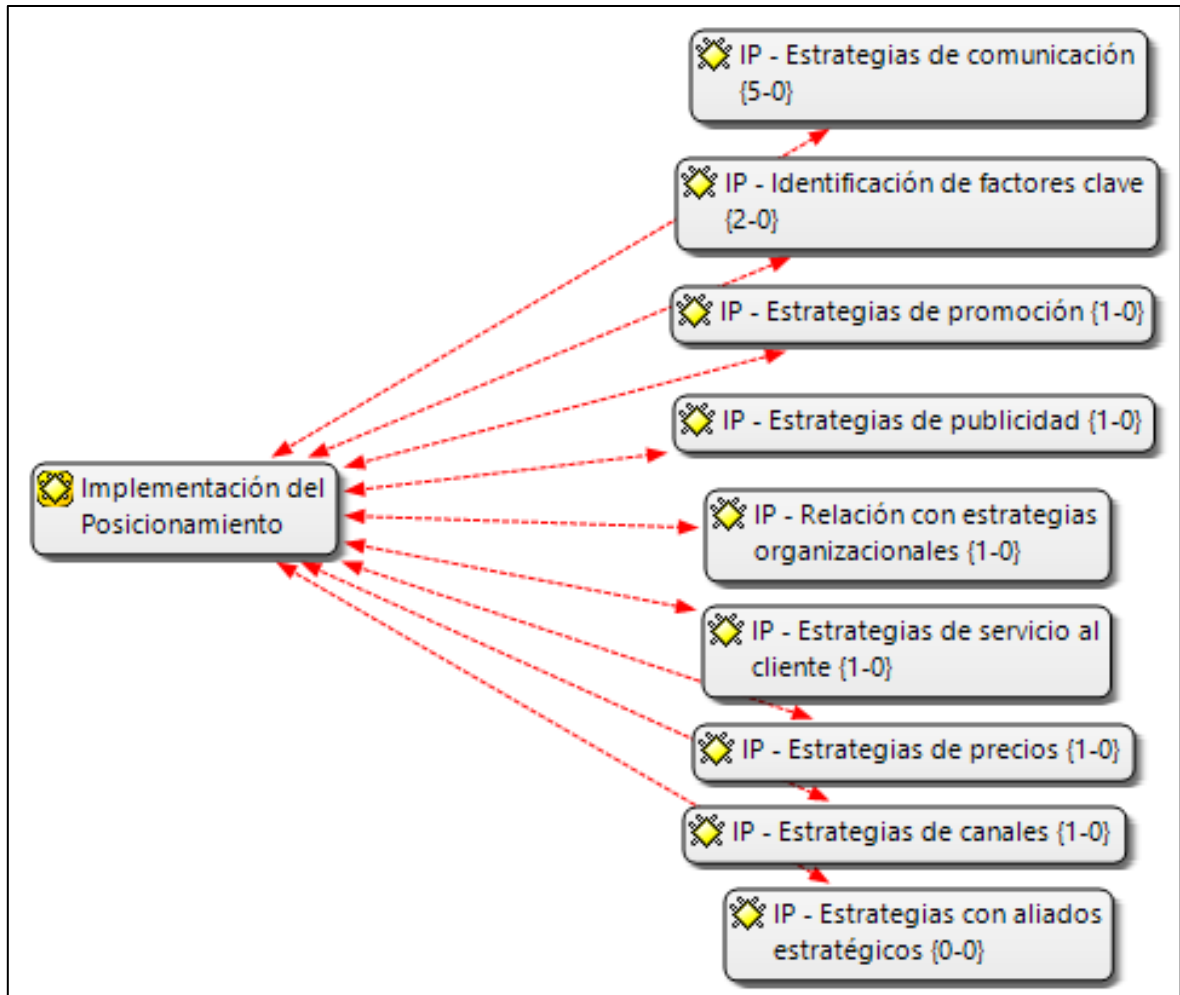 IP - Estrategias de comunicación
{5-0}
IP - Identificación de factores clave
{2-0}
IP - Estrategias de promoción {1-0}
IP - Estrategias de publicidad {1-0}
Implementación del
Posicionamiento
IP - Relación con estrategias
organizacionales {1-0}
IP - Estrategias de servicio al
cliente {1-0}
IP - Estrategias de precios {1-0}
IP - Estrategias de canales {1-0}
IP - Estrategias con aliados
estratégicos {0-0}